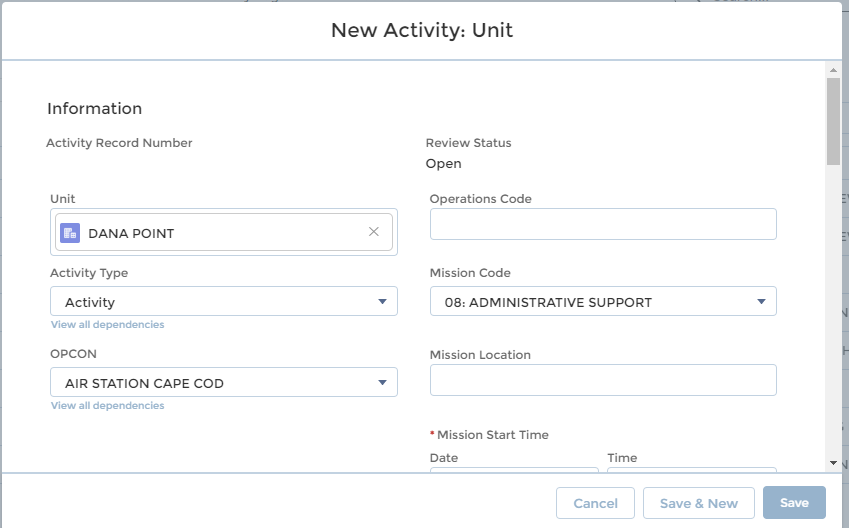 New Activity: Unit
Information
Activity Record Number
Review Status
Open
Unit
DANA POINT
Operations Code
Activity Type
Activity
View all dependencies
Mission Code
08: ADMINISTRATIVE SUPPORT
OPCON
AIR STATION CAPE COD
View all dependencies
Mission Location
* Mission Start Time
Date
Time
Cancel
Save & New
Save